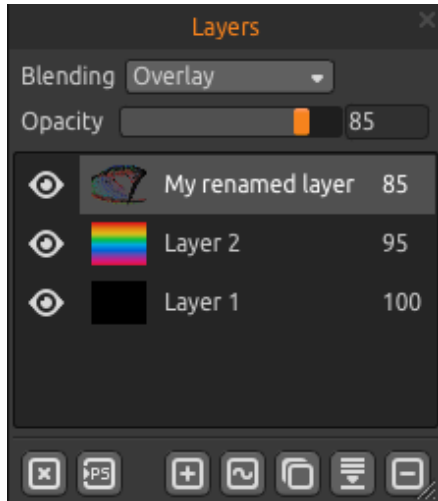 Layers
Blending Overlay
Opacity 85
My renamed layer 85
Layer 2 95
Layer 1 100
PS